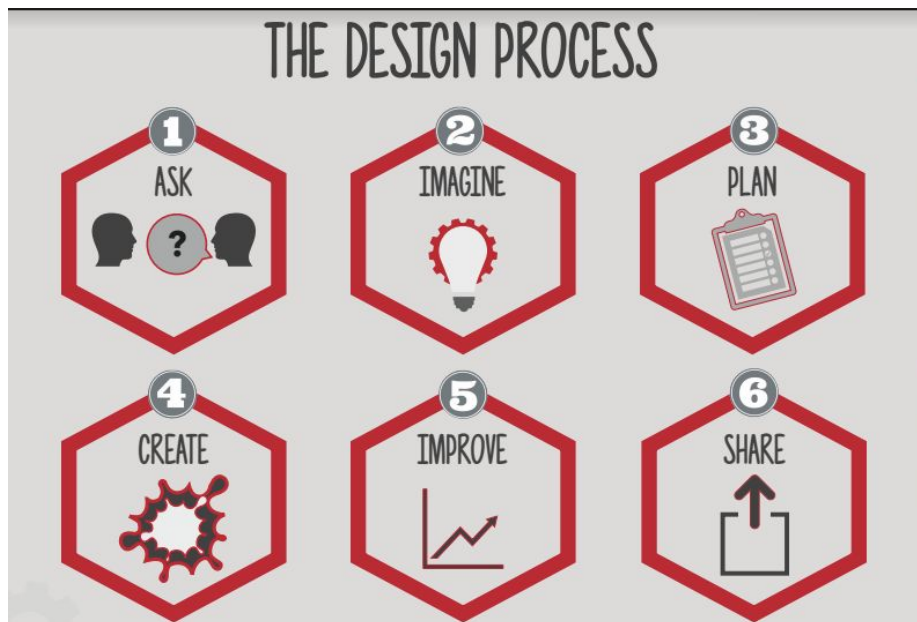 THE DESIGN PROCESS
1
ASK
?
2
IMAGINE
3
PLAN
4
CREATE
5
IMPROVE
6
SHARE